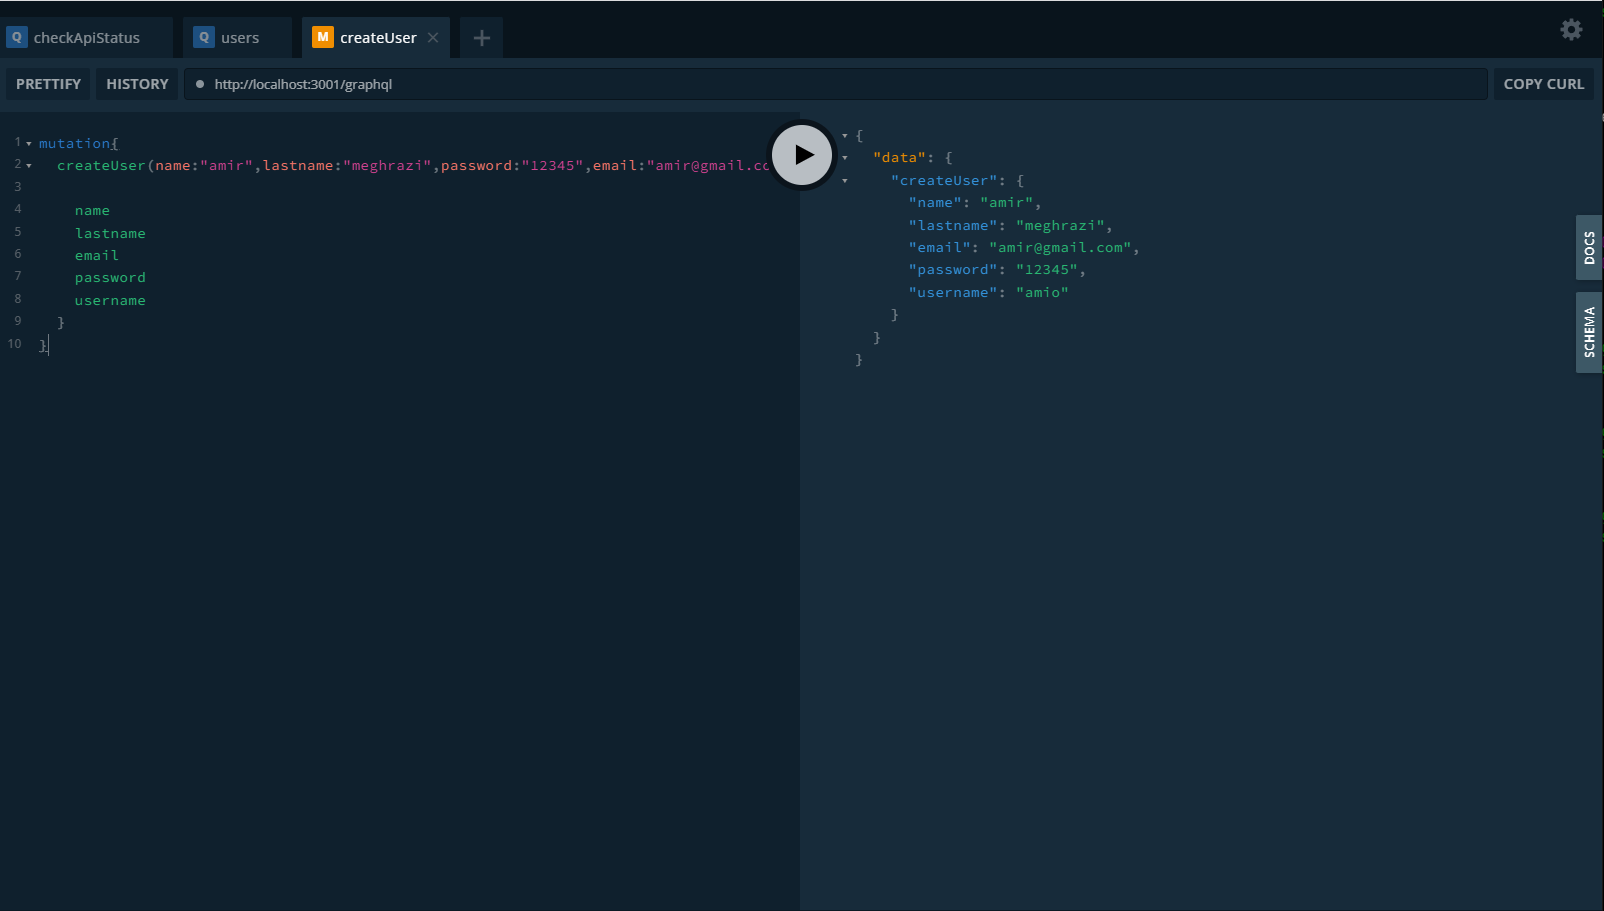 Q checkApiStatus
Q users
M createUser
PRETTIFY
HISTORY
http://localhost:3001/graphql
COPY CURL
1 mutation{
2 createUser(name:"amir",lastname:"meghrazi",password:"12345",email:"amir@gmail.co
3
4 name
5 lastname
6 email
7 password
8 username
9 }
10 }
{
"data": {
"createUser": {
"name": "amir",
"lastname": "meghrazi",
"email": "amir@gmail.com",
"password": "12345",
"username": "amio"
}
}
}
DOCS
SCHEMA